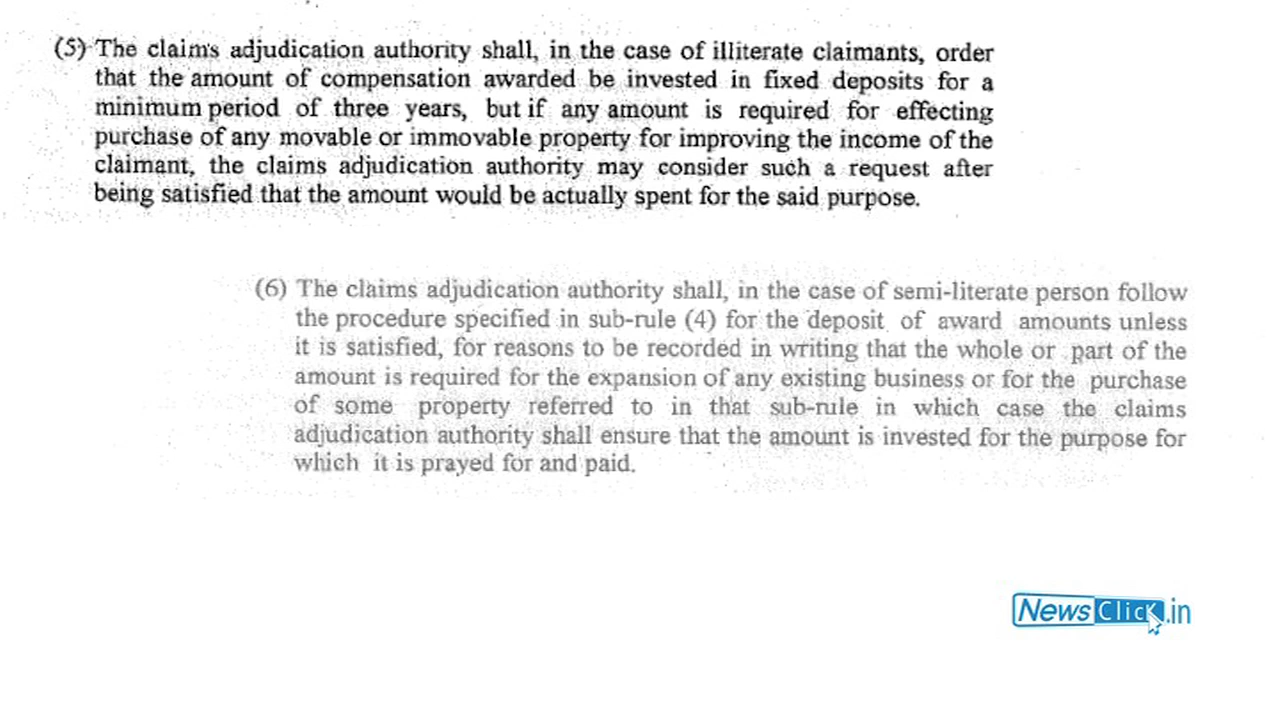 (5) The claims adjudication authority shall, in the case of illiterate claimants, order
that the amount of compensation awarded be invested in fixed deposits for a
minimum period of three years, but if any amount is required for effecting
purchase of any movable or immovable property for improving the income of the
claimant, the claims adjudication authority may consider such a request after
being satisfied that the amount would be actually spent for the said purpose.
(6) The claims adjudication authority shall, in the case of semi-literate person follow
the procedure specified in sub-rule (4) for the deposit of award amounts unless
it is satisfied, for reasons to be recorded in writing that the whole or part of the
amount is required for the expansion of any existing business or for the purchase
of some property referred to in that sub-rule in which case the claims
adjudication authority shall ensure that the amount is invested for the purpose for
which it is prayed for and paid.
NewsClick.in